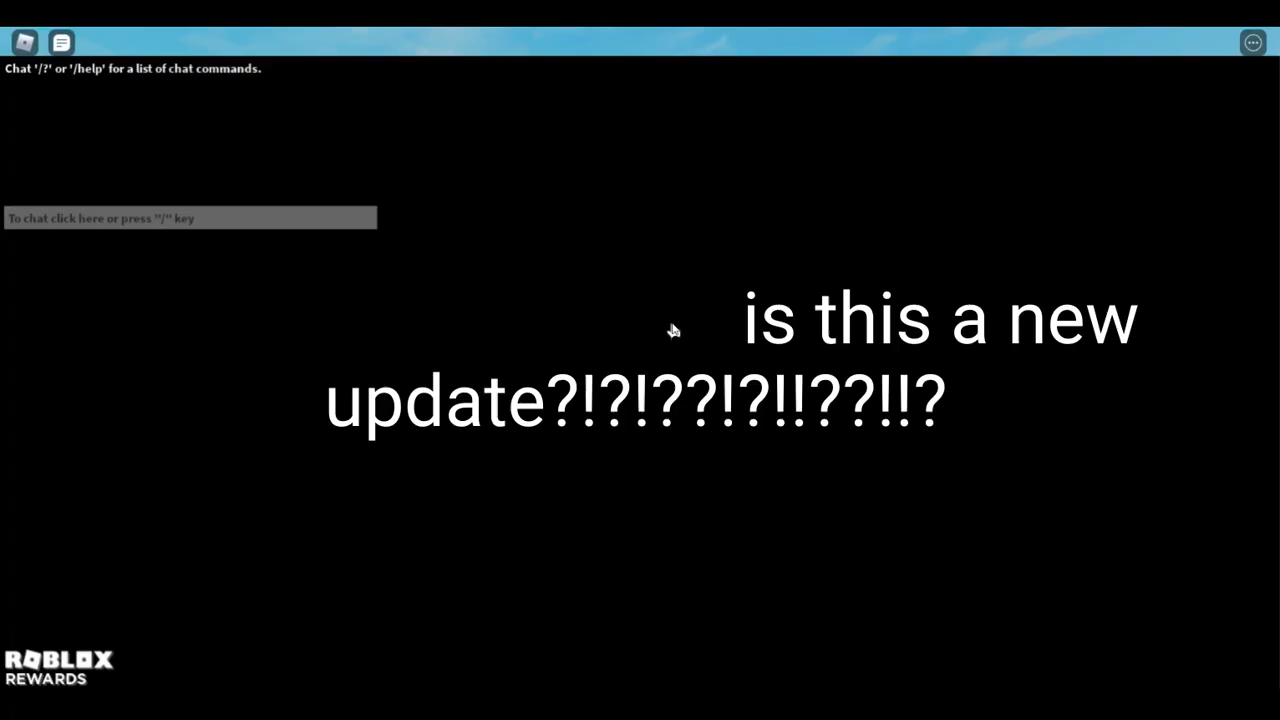 Chat '/?' or '/help' for a list of chat commands.
To chat click here or press "/" key
is this a new
update?!?!??!?!!??!!?
ROBLOX
REWARDS